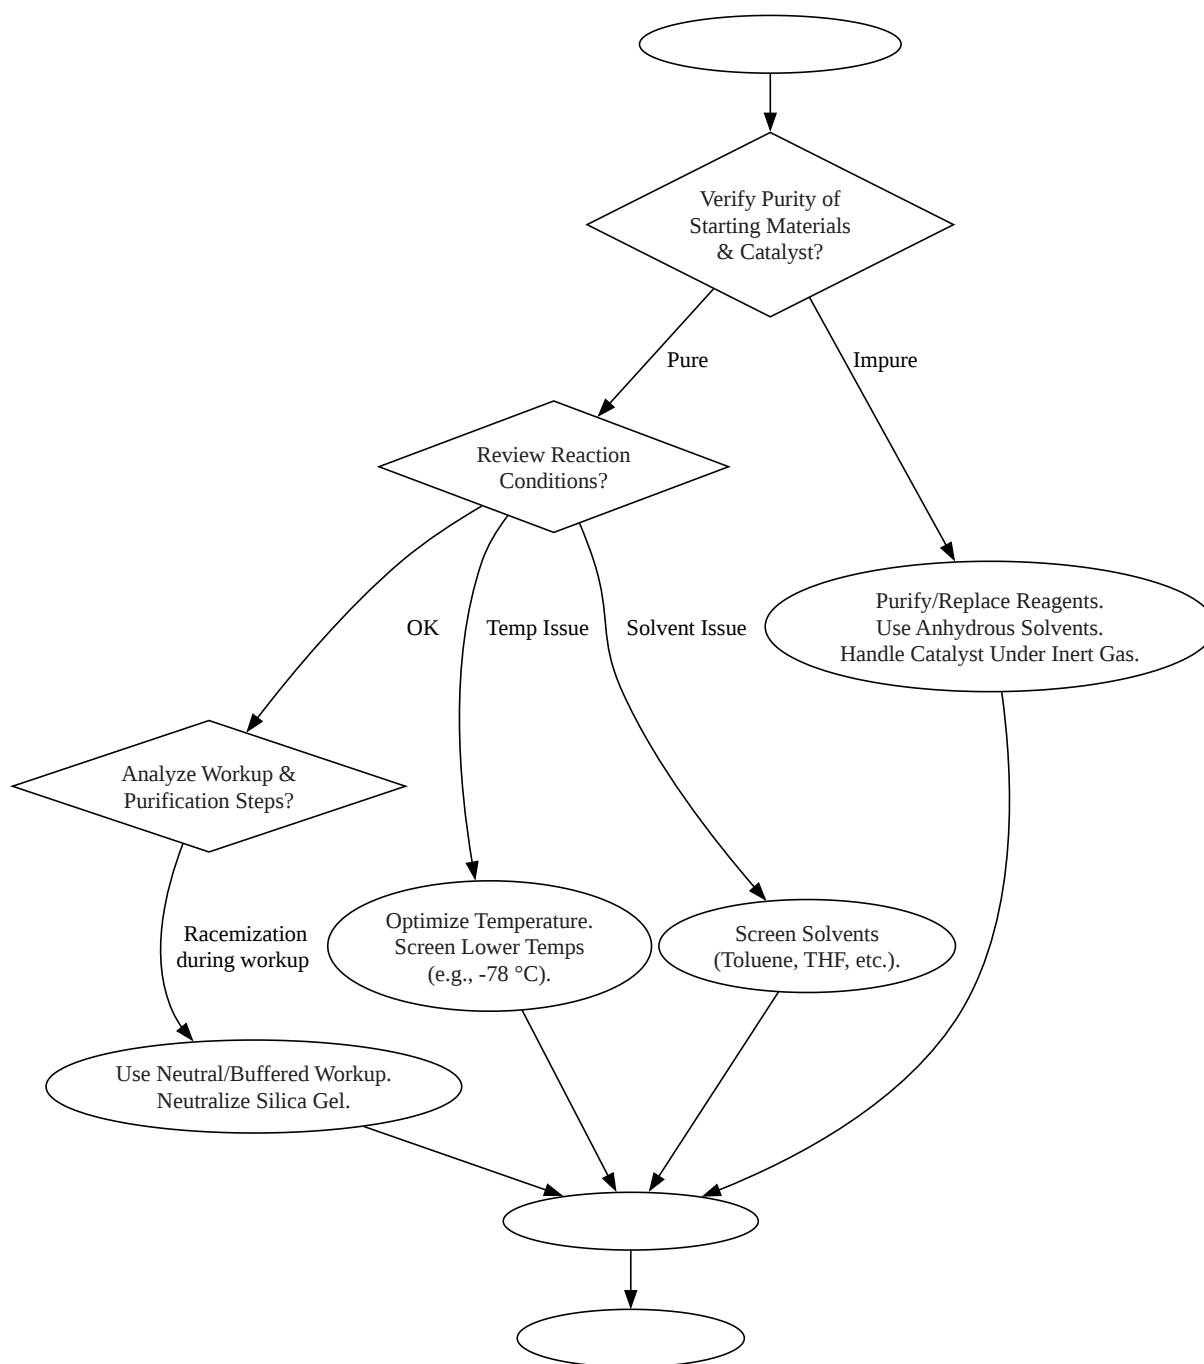 Verify Purity of
Starting Materials
& Catalyst?
Pure
Impure
Review Reaction
Conditions?
Purify/Replace Reagents.
Use Anhydrous Solvents.
Handle Catalyst Under Inert Gas.
OK
Temp Issue
Solvent Issue
Analyze Workup &
Purification Steps?
Racemization
during workup
Optimize Temperature.
Screen Lower Temps
(e.g., -78 °C).
Screen Solvents
(Toluene, THF, etc.).
Use Neutral/Buffered Workup.
Neutralize Silica Gel.